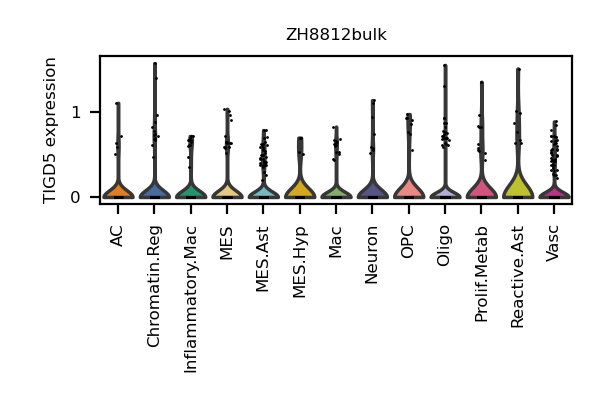 ZH8812bulk
TIGD5 expression
1
0
AC
Chromatin.Reg
Inflammatory.Mac
MES
MES.Ast
MES.Hyp
Mac
Neuron
OPC
Oligo
Prolif.Metab
Reactive.Ast
Vasc